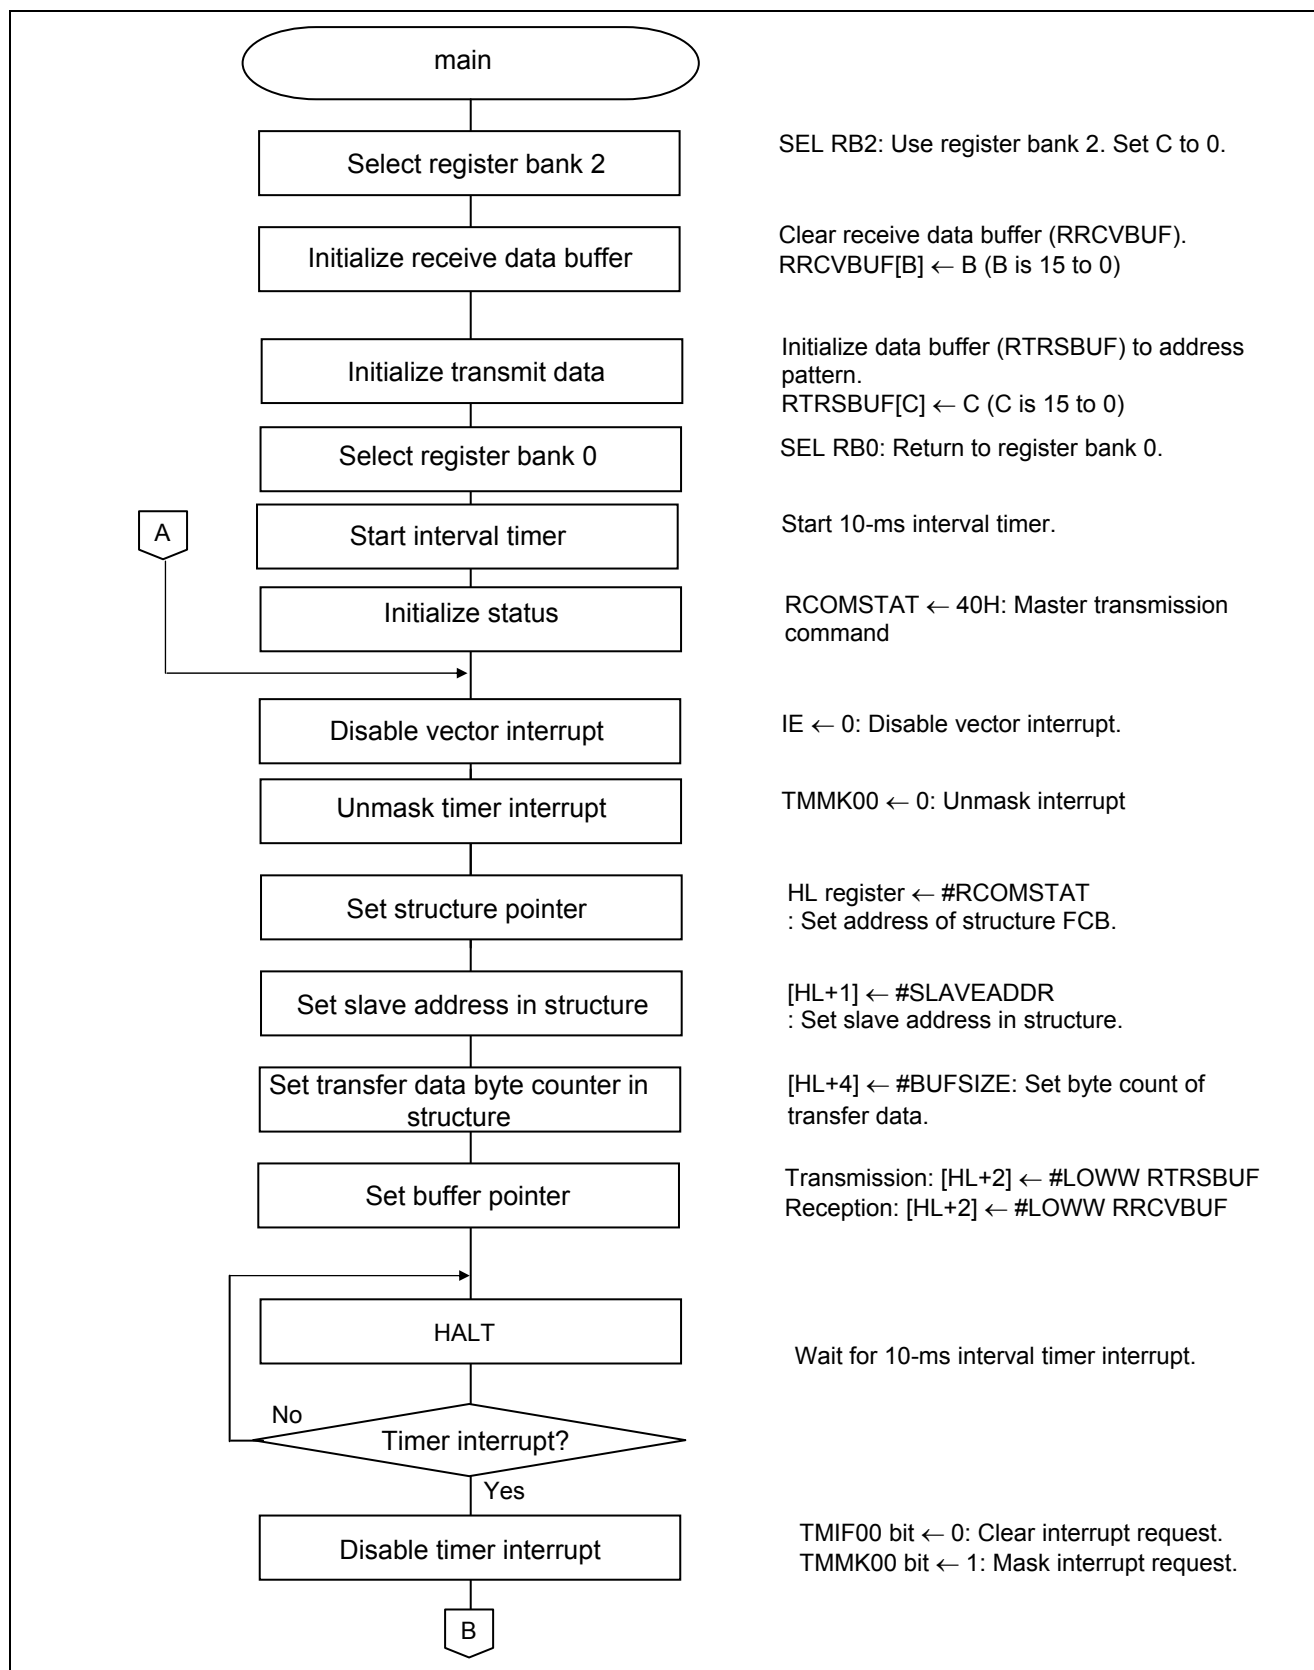 main
Select register bank 2
SEL RB2: Use register bank 2. Set C to 0.
Initialize receive data buffer
Clear receive data buffer (RRCVBUF).
RRCVBUF[B] ← B (B is 15 to 0)
Initialize transmit data
Initialize data buffer (RTRSBUF) to address
pattern.
RTRSBUF[C] ← C (C is 15 to 0)
Select register bank 0
SEL RB0: Return to register bank 0.
A
Start interval timer
Start 10-ms interval timer.
Initialize status
RCOMSTAT ← 40H: Master transmission
command
Disable vector interrupt
IE ← 0: Disable vector interrupt.
Unmask timer interrupt
TMMK00 ← 0: Unmask interrupt
Set structure pointer
HL register ← #RCOMSTAT
: Set address of structure FCB.
Set slave address in structure
[HL+1] ← #SLAVEADDR
: Set slave address in structure.
Set transfer data byte counter in
structure
[HL+4] ← #BUFSIZE: Set byte count of
transfer data.
Set buffer pointer
Transmission: [HL+2] ← #LOWW RTRSBUF
Reception: [HL+2] ← #LOWW RRCVBUF
HALT
Wait for 10-ms interval timer interrupt.
No
Timer interrupt?
Yes
Disable timer interrupt
TMIF00 bit ← 0: Clear interrupt request.
TMMK00 bit ← 1: Mask interrupt request.
B